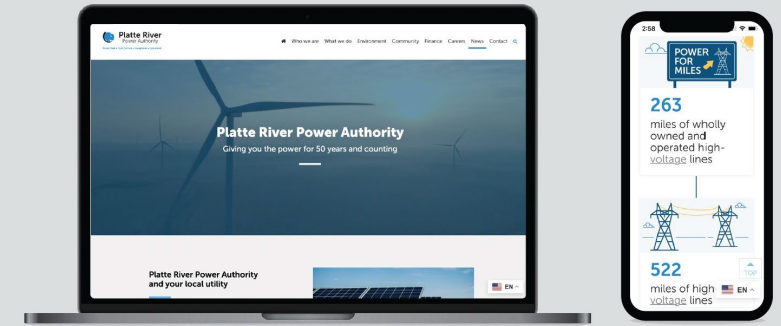 Platte River
Power Authority
Who we are What we do Environment Community Finance Careers News Contact
Platte River Power Authority
Giving you the power for 50 years and counting
Platte River Power Authority
and your local utility
EN
2:58
POWER
FOR
MILES
263
miles of wholly
owned and
operated high-
voltage lines
522
TOP
miles of high
voltage lines
EN